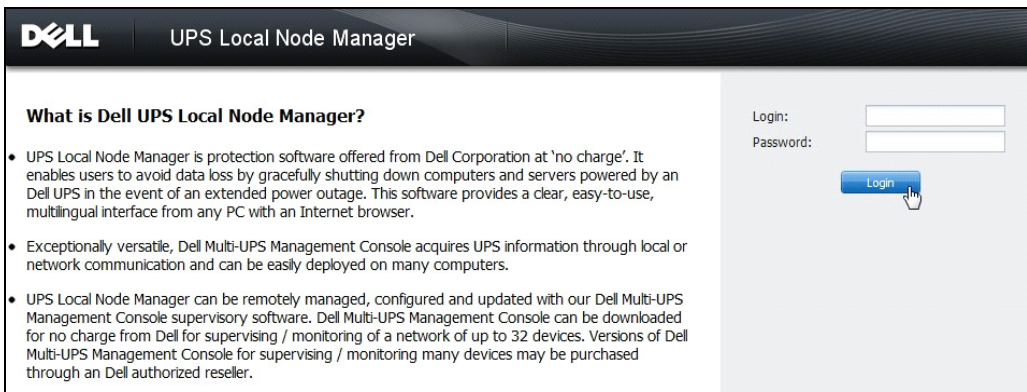 DELL
UPS Local Node Manager
What is Dell UPS Local Node Manager?
Login:
Password:
Login
• UPS Local Node Manager is protection software offered from Dell Corporation at ‘no charge’. It
enables users to avoid data loss by gracefully shutting down computers and servers powered by an
Dell UPS in the event of an extended power outage. This software provides a clear, easy-to-use,
multilingual interface from any PC with an Internet browser.
• Exceptionally versatile, Dell Multi-UPS Management Console acquires UPS information through local or
network communication and can be easily deployed on many computers.
• UPS Local Node Manager can be remotely managed, configured and updated with our Dell Multi-UPS
Management Console supervisory software. Dell Multi-UPS Management Console can be downloaded
for no charge from Dell for supervising / monitoring of a network of up to 32 devices. Versions of Dell
Multi-UPS Management Console for supervising / monitoring many devices may be purchased
through an Dell authorized reseller.